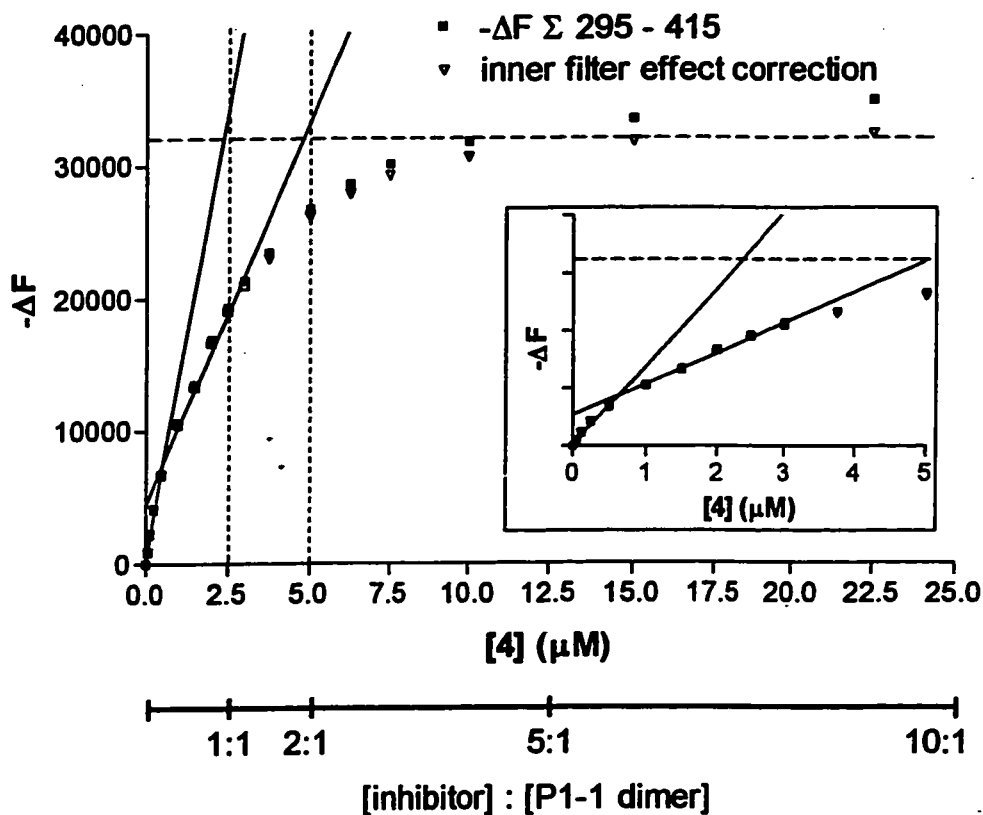 -ΔF Σ 295 - 415
inner filter effect correction
40000
30000
20000
10000
0
-ΔF
0.0 2.5 5.0 7.5 10.0 12.5 15.0 17.5 20.0 22.5 25.0
[4] (μM)
-ΔF
0 1 2 3 4 5
[4] (μM)
1:1 2:1 5:1 10:1
[inhibitor] : [P1-1 dimer]